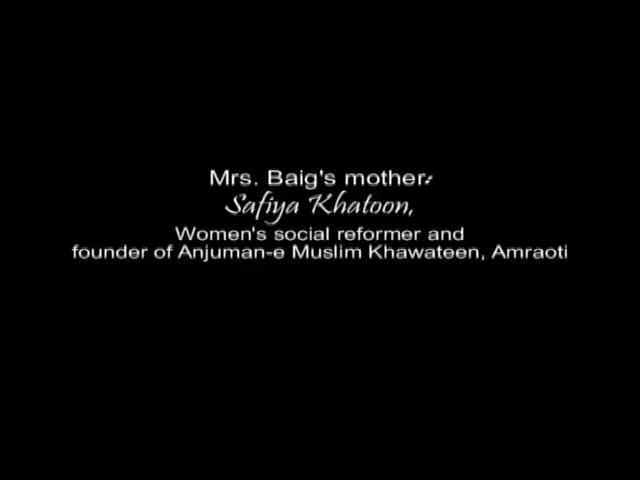 Mrs. Baig's mother:
Safiya Khatoon,
Women's social reformer and
founder of Anjuman-e Muslim Khawateen, Amraoti